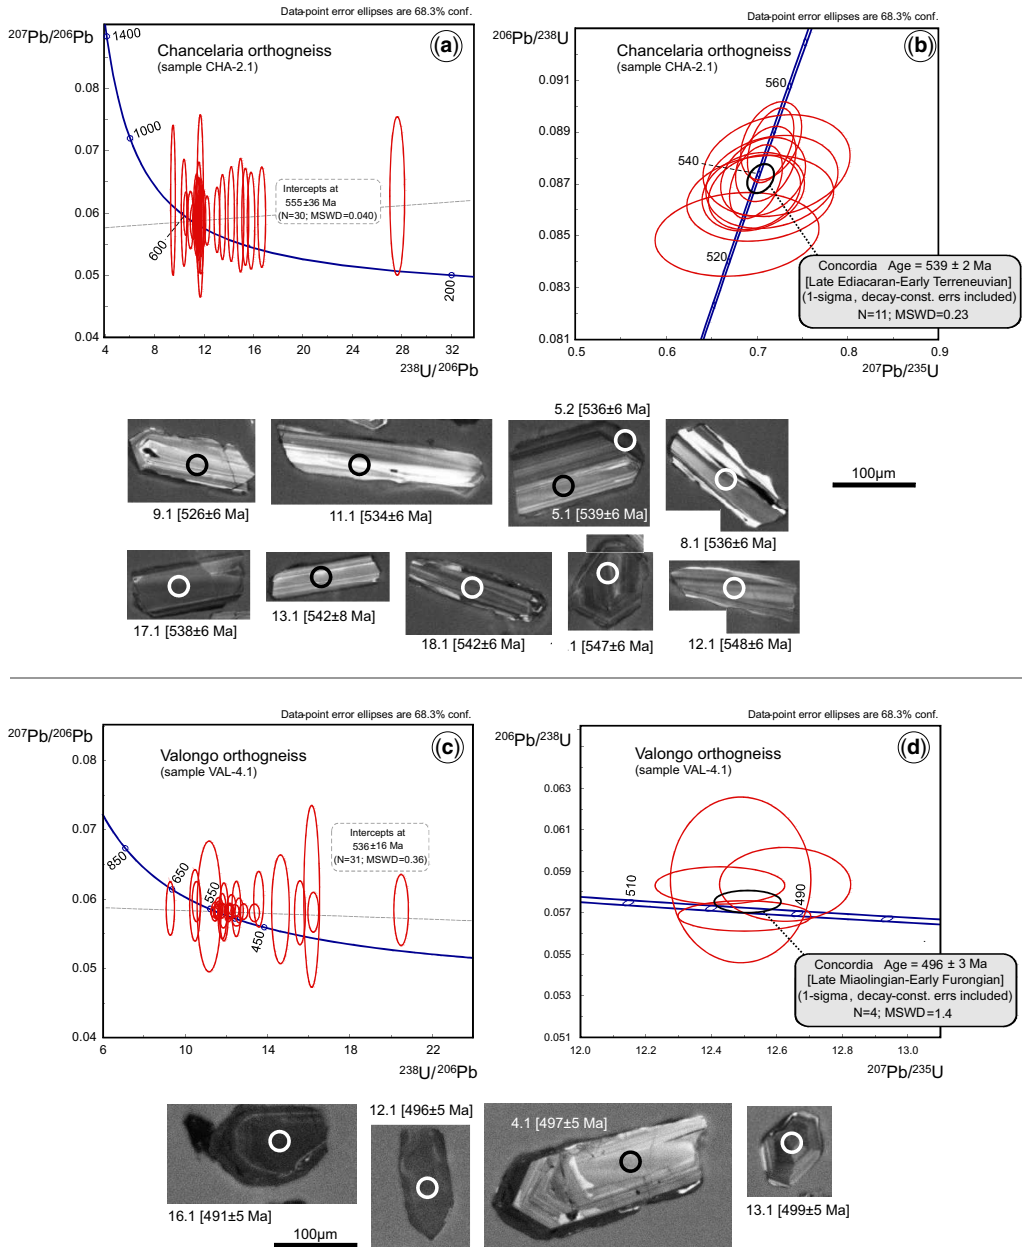 Data-point error ellipses are 68.3% conf.
207Pb/206Pb
Chancelaria orthogneiss
(sample CHA-2.1)
(a)
1400
1000
600
200
Intercepts at
555±36 Ma
(N=30; MSWD=0.040)
0.08
0.07
0.06
0.05
0.04
4 8 12 16 20 24 28 32
238U/206Pb
Data-point error ellipses are 68.3% conf.
206Pb/238U
Chancelaria orthogneiss
(sample CHA-2.1)
(b)
560
540
520
0.091
0.089
0.087
0.085
0.083
0.081
0.5 0.6 0.7 0.8 0.9
207Pb/235U
Concordia Age = 539 ± 2 Ma
[Late Ediacaran-Early Terreneuvian]
(1-sigma, decay-const. errs included)
N=11; MSWD=0.23
9.1 [526±6 Ma]
11.1 [534±6 Ma]
5.2 [536±6 Ma]
5.1 [539±6 Ma]
8.1 [536±6 Ma]
100µm
17.1 [538±6 Ma]
13.1 [542±8 Ma]
18.1 [542±6 Ma]
1 [547±6 Ma]
12.1 [548±6 Ma]
Data-point error ellipses are 68.3% conf.
207Pb/206Pb
Valongo orthogneiss
(sample VAL-4.1)
(c)
850
650
550
450
Intercepts at
536±16 Ma
(N=31; MSWD=0.36)
0.08
0.07
0.06
0.05
0.04
6 10 14 18 22
238U/206Pb
Data-point error ellipses are 68.3% conf.
206Pb/238U
Valongo orthogneiss
(sample VAL-4.1)
(d)
510
490
0.063
0.061
0.059
0.057
0.055
0.053
0.051
12.0 12.2 12.4 12.6 12.8 13.0
207Pb/235U
Concordia Age = 496 ± 3 Ma
[Late Miaolingian-Early Furongian]
(1-sigma, decay-const. errs included)
N=4; MSWD=1.4
16.1 [491±5 Ma]
12.1 [496±5 Ma]
4.1 [497±5 Ma]
13.1 [499±5 Ma]
100µm